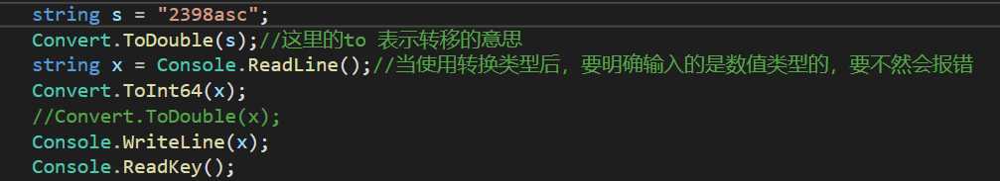 string s = "2398asc";
Convert.ToDouble(s);//这里的to 表示转移的意思
string x = Console.ReadLine();//当使用转换类型后，要明确输入的是数值类型的，要不然会报错
Convert.ToInt64(x);
//Convert.ToDouble(x);
Console.WriteLine(x);
Console.ReadKey();